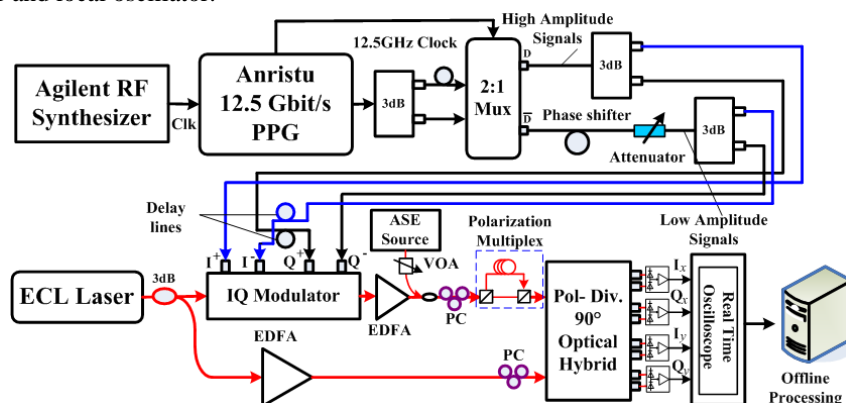 and local oscillator.
High Amplitude
Signals
12.5GHz Clock
D
3dB
Agilent RF
Synthesizer
Clk
Anristu
12.5 Gbit/s
PPG
3dB
2:1
Mux
D̅
Phase shifter
Attenuator
3dB
Low Amplitude
Signals
Delay
lines
I+
I-
Q+
Q-
ASE
Source
VOA
Polarization
Multiplex
ECL Laser
3dB
IQ Modulator
EDFA
PC
Pol- Div.
90°
Optical
Hybrid
Ix
Qx
Iy
Qy
Real Time
Oscilloscope
Offline
Processing
EDFA
PC